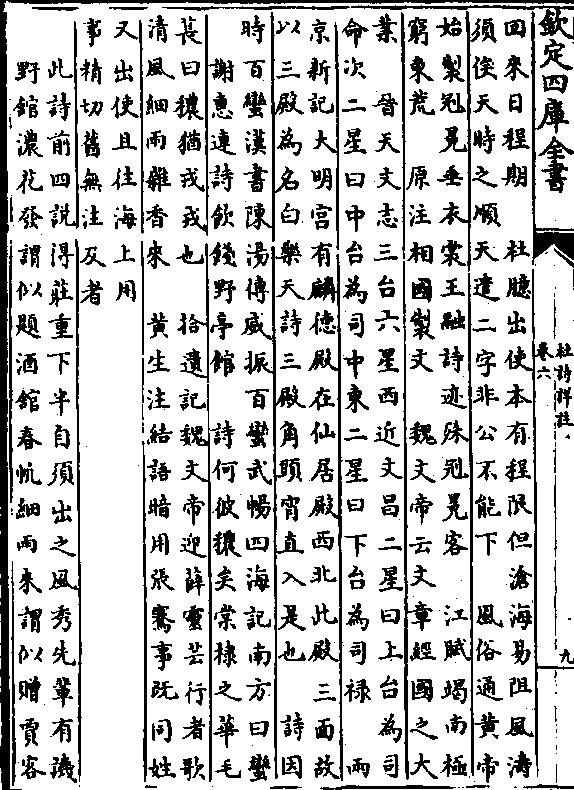 欽定四庫全書
杜詩詳註
卷六
九
回來日程期　杜臆出使本有程限但滄海易阻風濤
須俟天時之順　天遣二字非公不能下　風俗通黃帝
始製冠冕垂衣裳王融詩迹殊冠冕客　江賦竭南極
窮東荒　原注相國製文　魏文帝云文章經國之大
業　晉天文志三台六星西近文昌二星曰上台為司
命次二星曰中台為司中東二星曰下台為司祿　兩
京新記大明宮有麟德殿在仙居殿西北此殿三面故
以三殿為名白樂天詩三殿角頭宵直入是也　詩因
時百蠻漢書陳湯傳威振百蠻武暢四海記南方曰蠻
謝惠連詩飲餞野亭館　詩何彼穠矣棠棣之華毛
萇曰穠猶戎戎也　拾遺記魏文帝迎薛靈芸行者歌
清風細雨雜香來　黃生注結語暗用張騫事既同姓
又出使且往海上用
事精切舊無注及者
此詩前四說得莊重下半自須出之風秀先輩有譏
野館濃花發謂似題酒館春帆細雨來謂似贈賈客